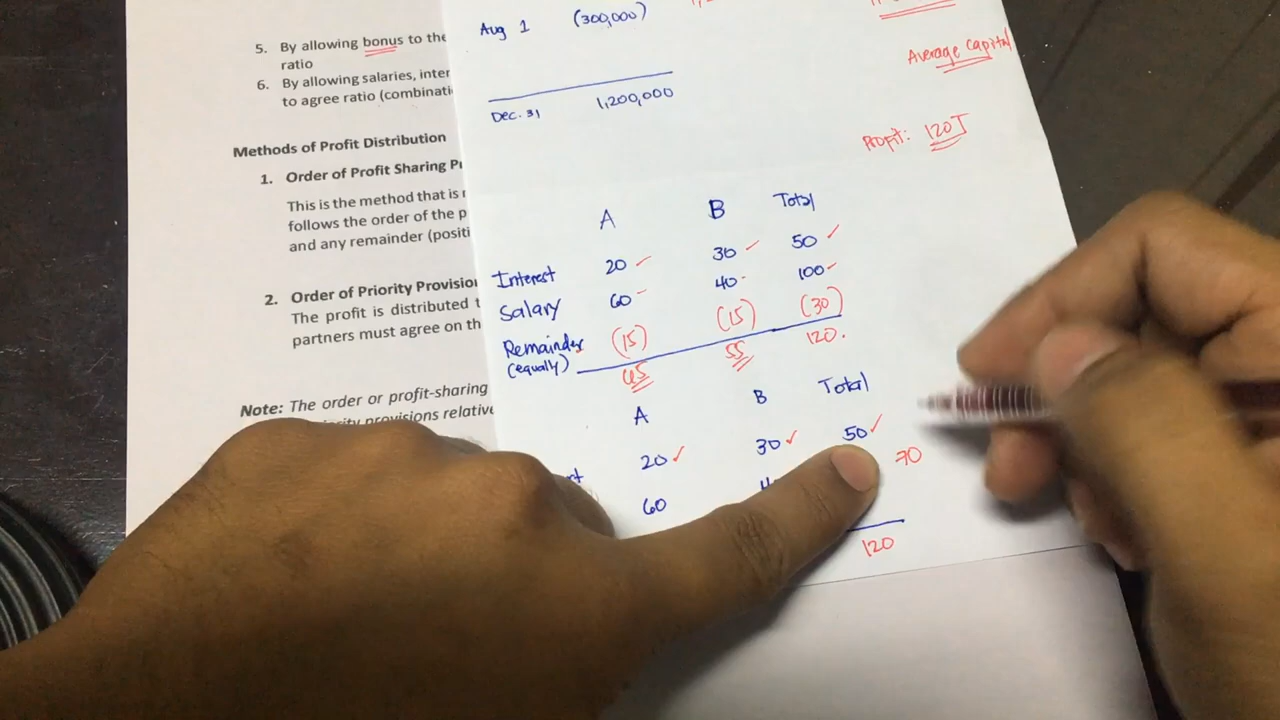 5. By allowing bonus to the
ratio
6. By allowing salaries, inter
to agree ratio (combinati
Methods of Profit Distribution
1. Order of Profit Sharing Pr
This is the method that is
follows the order of the p
and any remainder (positi
2. Order of Priority Provision
The profit is distributed t
partners must agree on th
Note: The order or profit-sharing
provisions relative
Aug 1 (300,000)
Dec. 31 1,200,000
Average Capital
Profit: 120T
A B Total
Interest 20 30 50
Salary 60 40 100
Remainder (15) (15) (30)
(equally) 65 55 120.
A B Total
20 30 50
60 70
120